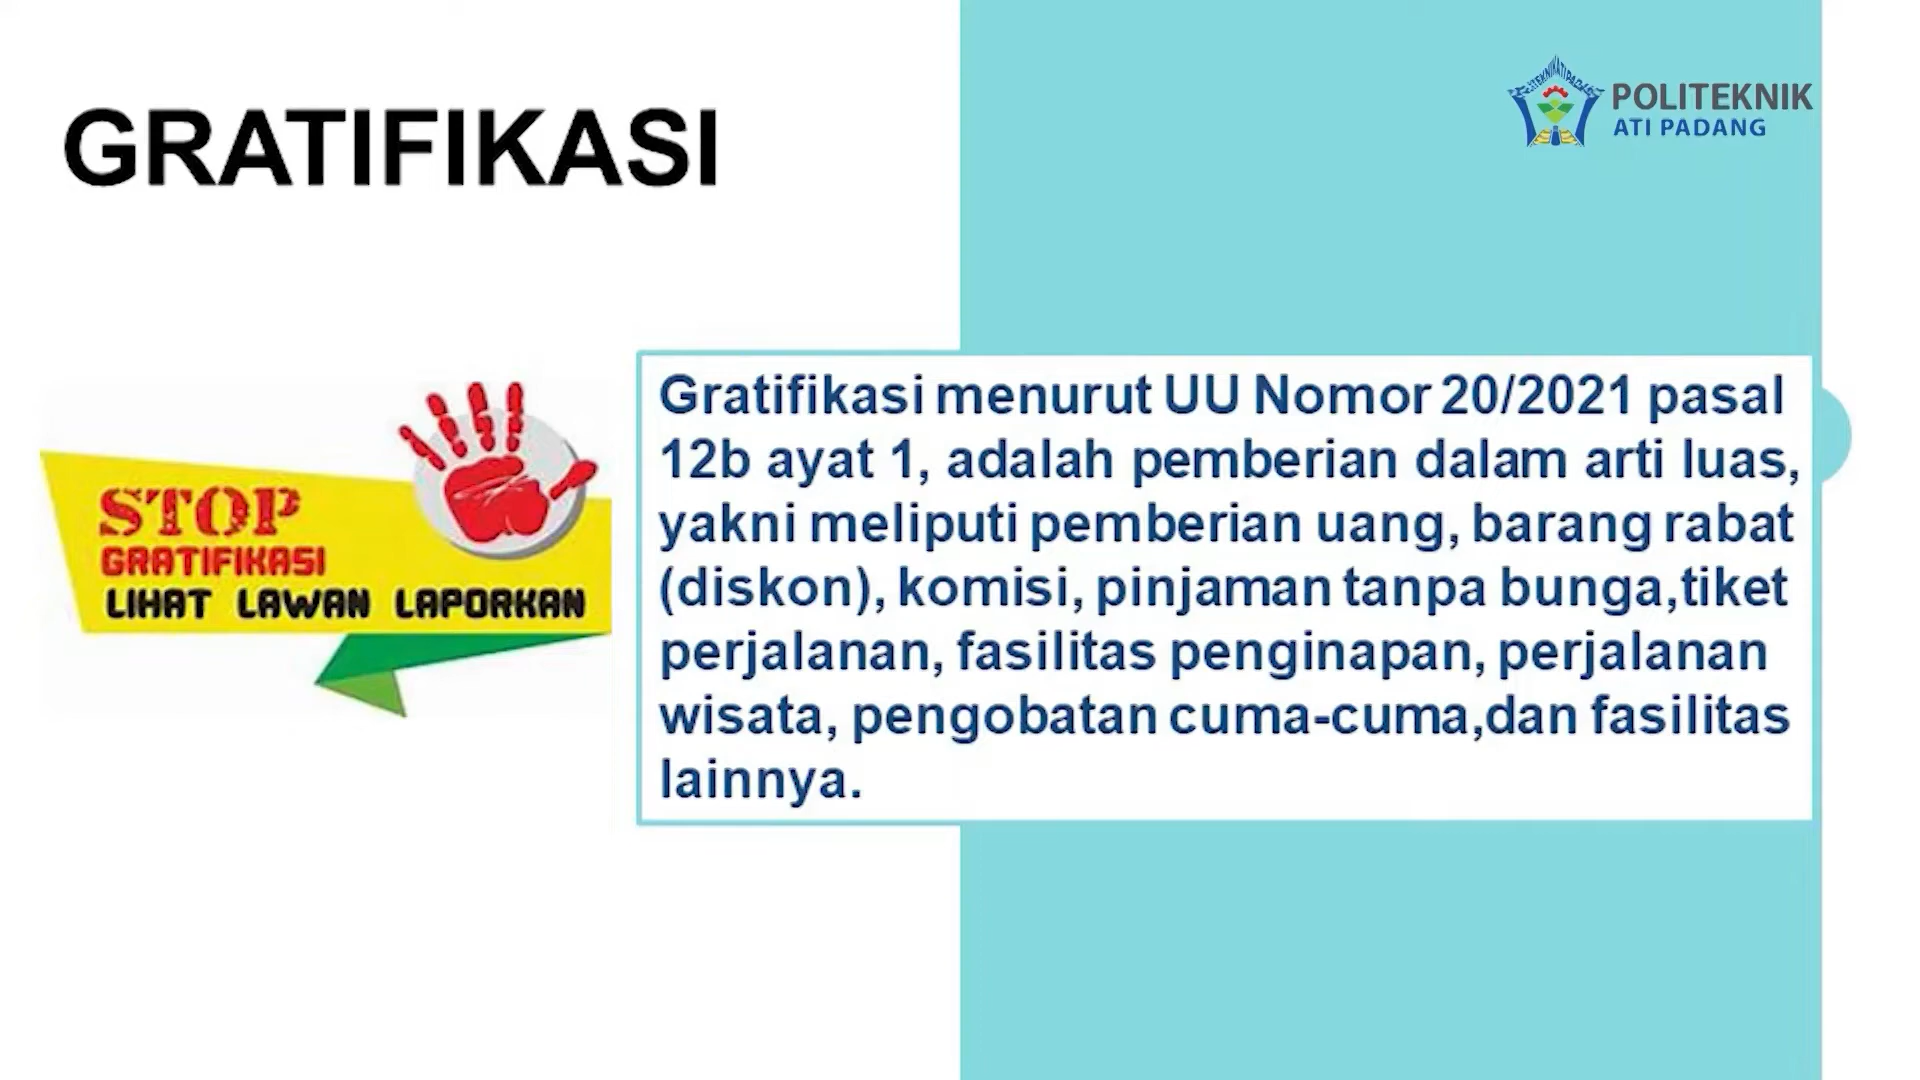 GRATIFIKASI
POLITEKNIK
ATI PADANG
STOP
GRATIFIKASI
LIHAT LAWAN LAPORKAN
Gratifikasi menurut UU Nomor 20/2021 pasal
12b ayat 1, adalah pemberian dalam arti luas,
yakni meliputi pemberian uang, barang rabat
(diskon), komisi, pinjaman tanpa bunga,tiket
perjalanan, fasilitas penginapan, perjalanan
wisata, pengobatan cuma-cuma,dan fasilitas
lainnya.